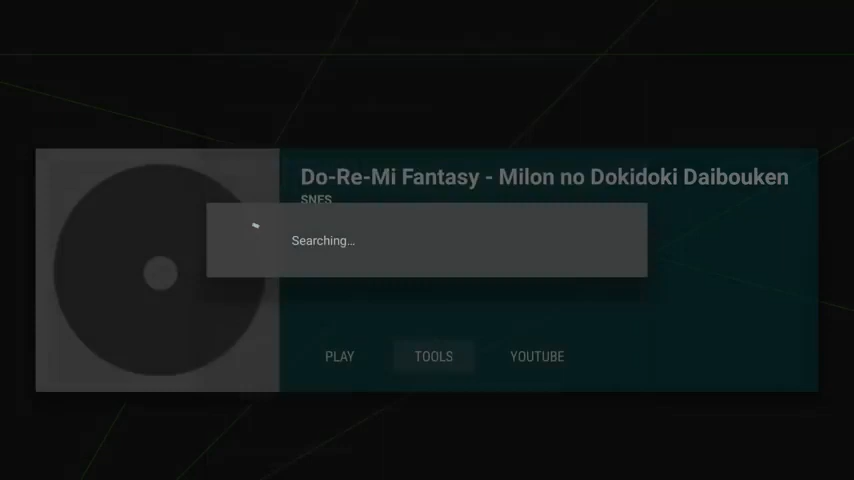 Do-Re-Mi Fantasy - Milon no Dokidoki Daibouken
SNES
Searching...
PLAY
TOOLS
YOUTUBE